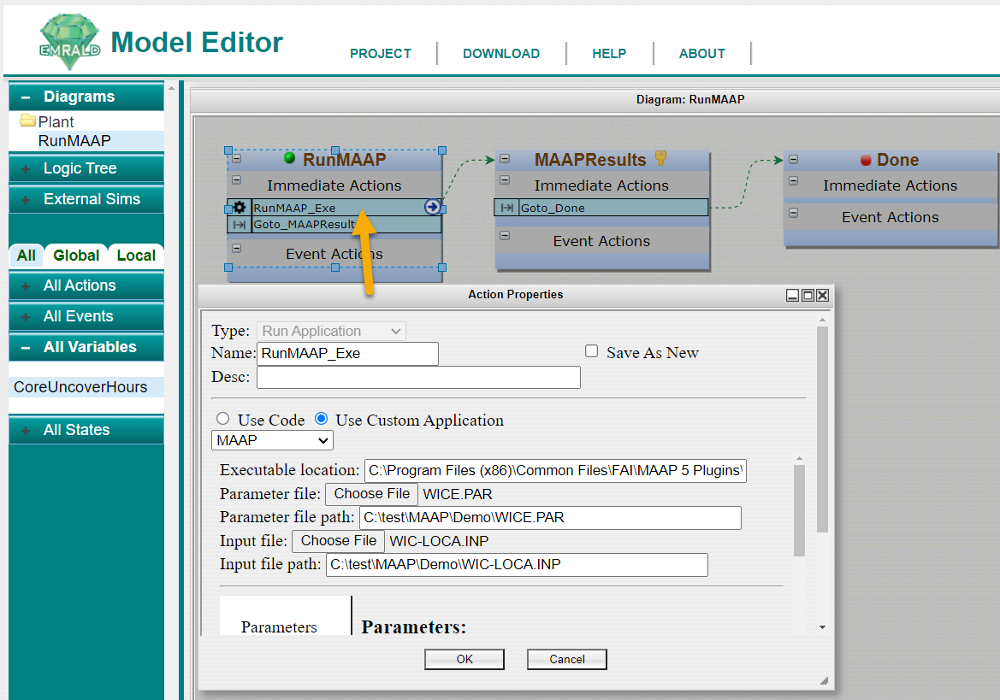 EMRALD
Model Editor
PROJECT
DOWNLOAD
HELP
ABOUT
Diagrams
Plant
RunMAAP
Logic Tree
External Sims
All
Global
Local
All Actions
All Events
All Variables
CoreUncoverHours
All States
Diagram: RunMAAP
RunMAAP
Immediate Actions
RunMAAP_Exe
Goto_MAAPResult
Event Actions
MAAPResults
Immediate Actions
Goto_Done
Event Actions
Done
Immediate Actions
Event Actions
Action Properties
Type: Run Application
Name: RunMAAP_Exe
Save As New
Desc:
Use Code Use Custom Application
MAAP
Executable location: C:\Program Files (x86)\Common Files\FAI\MAAP 5 Plugins\
Parameter file: Choose File WICE.PAR
Parameter file path: C:\test\MAAP\Demo\WICE.PAR
Input file: Choose File WIC-LOCA.INP
Input file path: C:\test\MAAP\Demo\WIC-LOCA.INP
Parameters
Parameters:
OK
Cancel